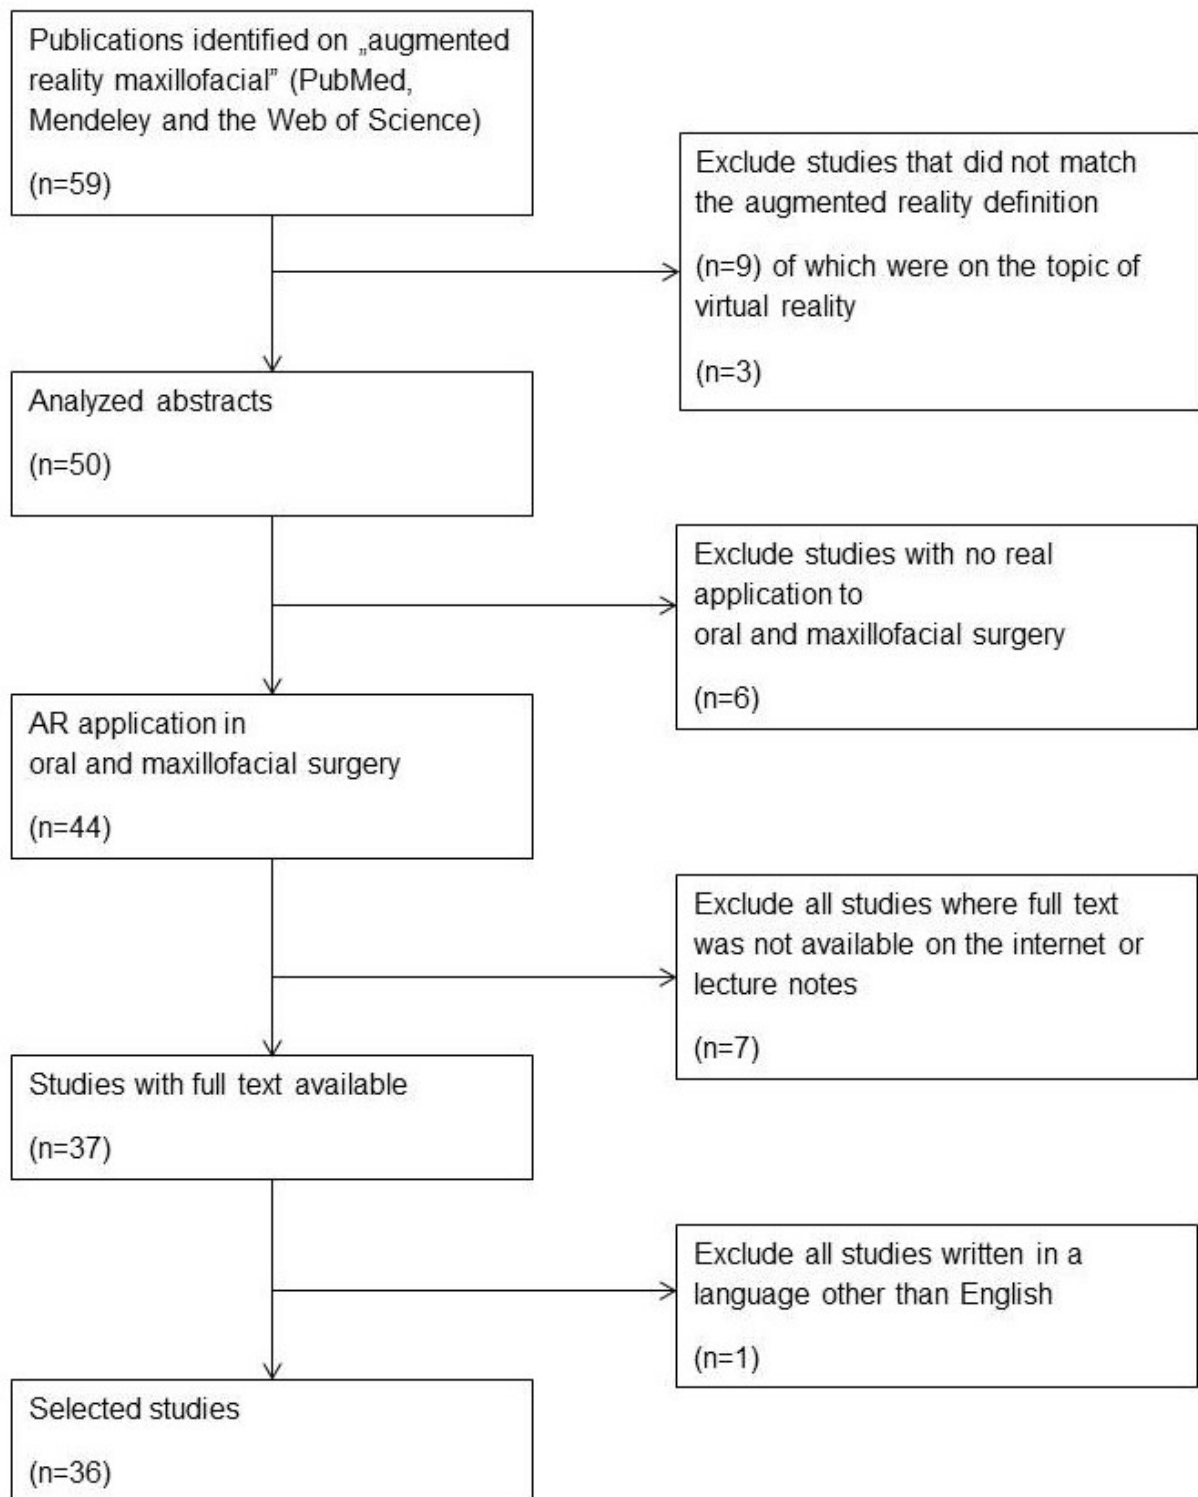 Publications identified on „augmented
reality maxillofacial” (PubMed,
Mendeley and the Web of Science)
(n=59)
Exclude studies that did not match
the augmented reality definition
(n=9) of which were on the topic of
virtual reality
(n=3)
Analyzed abstracts
(n=50)
Exclude studies with no real
application to
oral and maxillofacial surgery
(n=6)
AR application in
oral and maxillofacial surgery
(n=44)
Exclude all studies where full text
was not available on the internet or
lecture notes
(n=7)
Studies with full text available
(n=37)
Exclude all studies written in a
language other than English
(n=1)
Selected studies
(n=36)